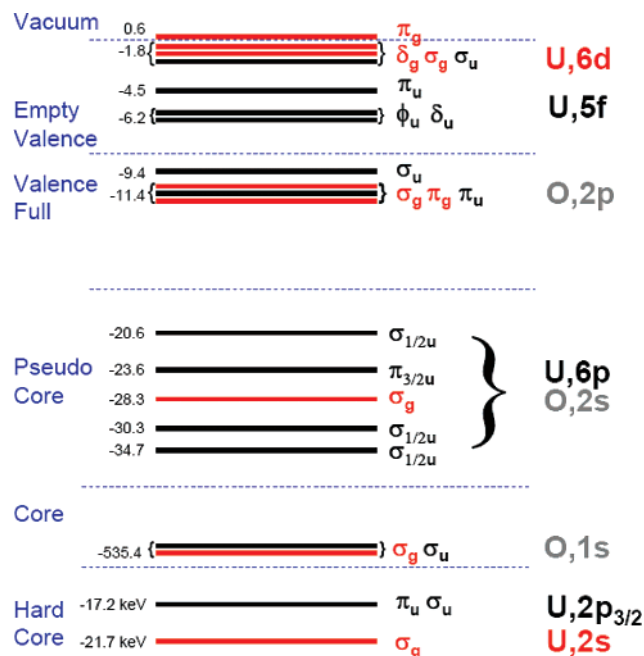 Vacuum
0.6 πg
-1.8 { } δg σg σu U,6d
-4.5 πu
Empty Valence
-6.2 { } ϕu δu U,5f
-9.4 σu
Valence Full
-11.4 { } σg πg πu O,2p
-20.6 σ1/2u
Pseudo Core
-23.6 π3/2u U,6p
-28.3 σg O,2s
-30.3 σ1/2u
-34.7 σ1/2u
}
Core
-535.4 { } σg σu O,1s
Hard Core
-17.2 keV πu σu U,2p3/2
-21.7 keV σg U,2s